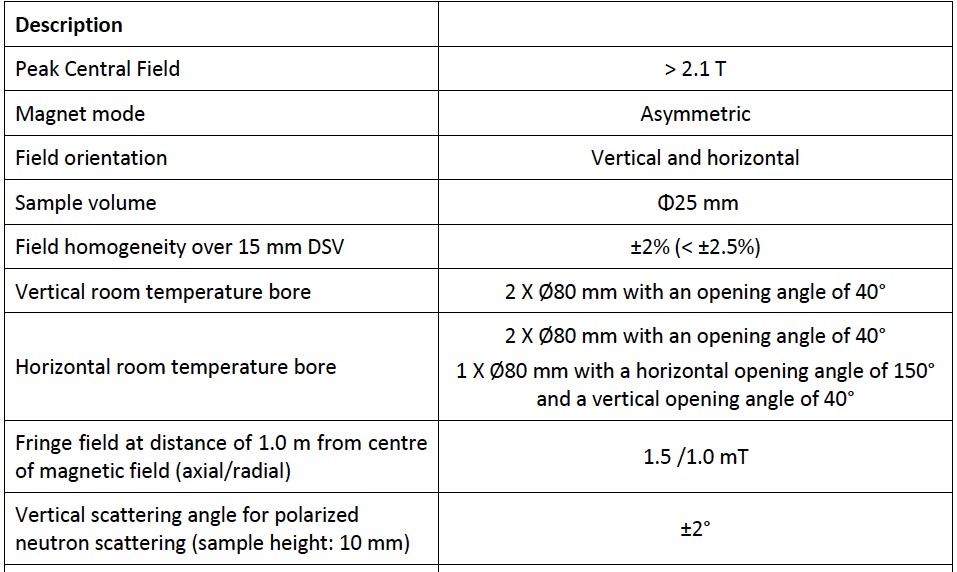 Description
Peak Central Field
> 2.1 T
Magnet mode
Asymmetric
Field orientation
Vertical and horizontal
Sample volume
Φ25 mm
Field homogeneity over 15 mm DSV
±2% (< ±2.5%)
Vertical room temperature bore
2 X Ø80 mm with an opening angle of 40°
Horizontal room temperature bore
2 X Ø80 mm with an opening angle of 40°
1 X Ø80 mm with a horizontal opening angle of 150°
and a vertical opening angle of 40°
Fringe field at distance of 1.0 m from centre
of magnetic field (axial/radial)
1.5 /1.0 mT
Vertical scattering angle for polarized
neutron scattering (sample height: 10 mm)
±2°